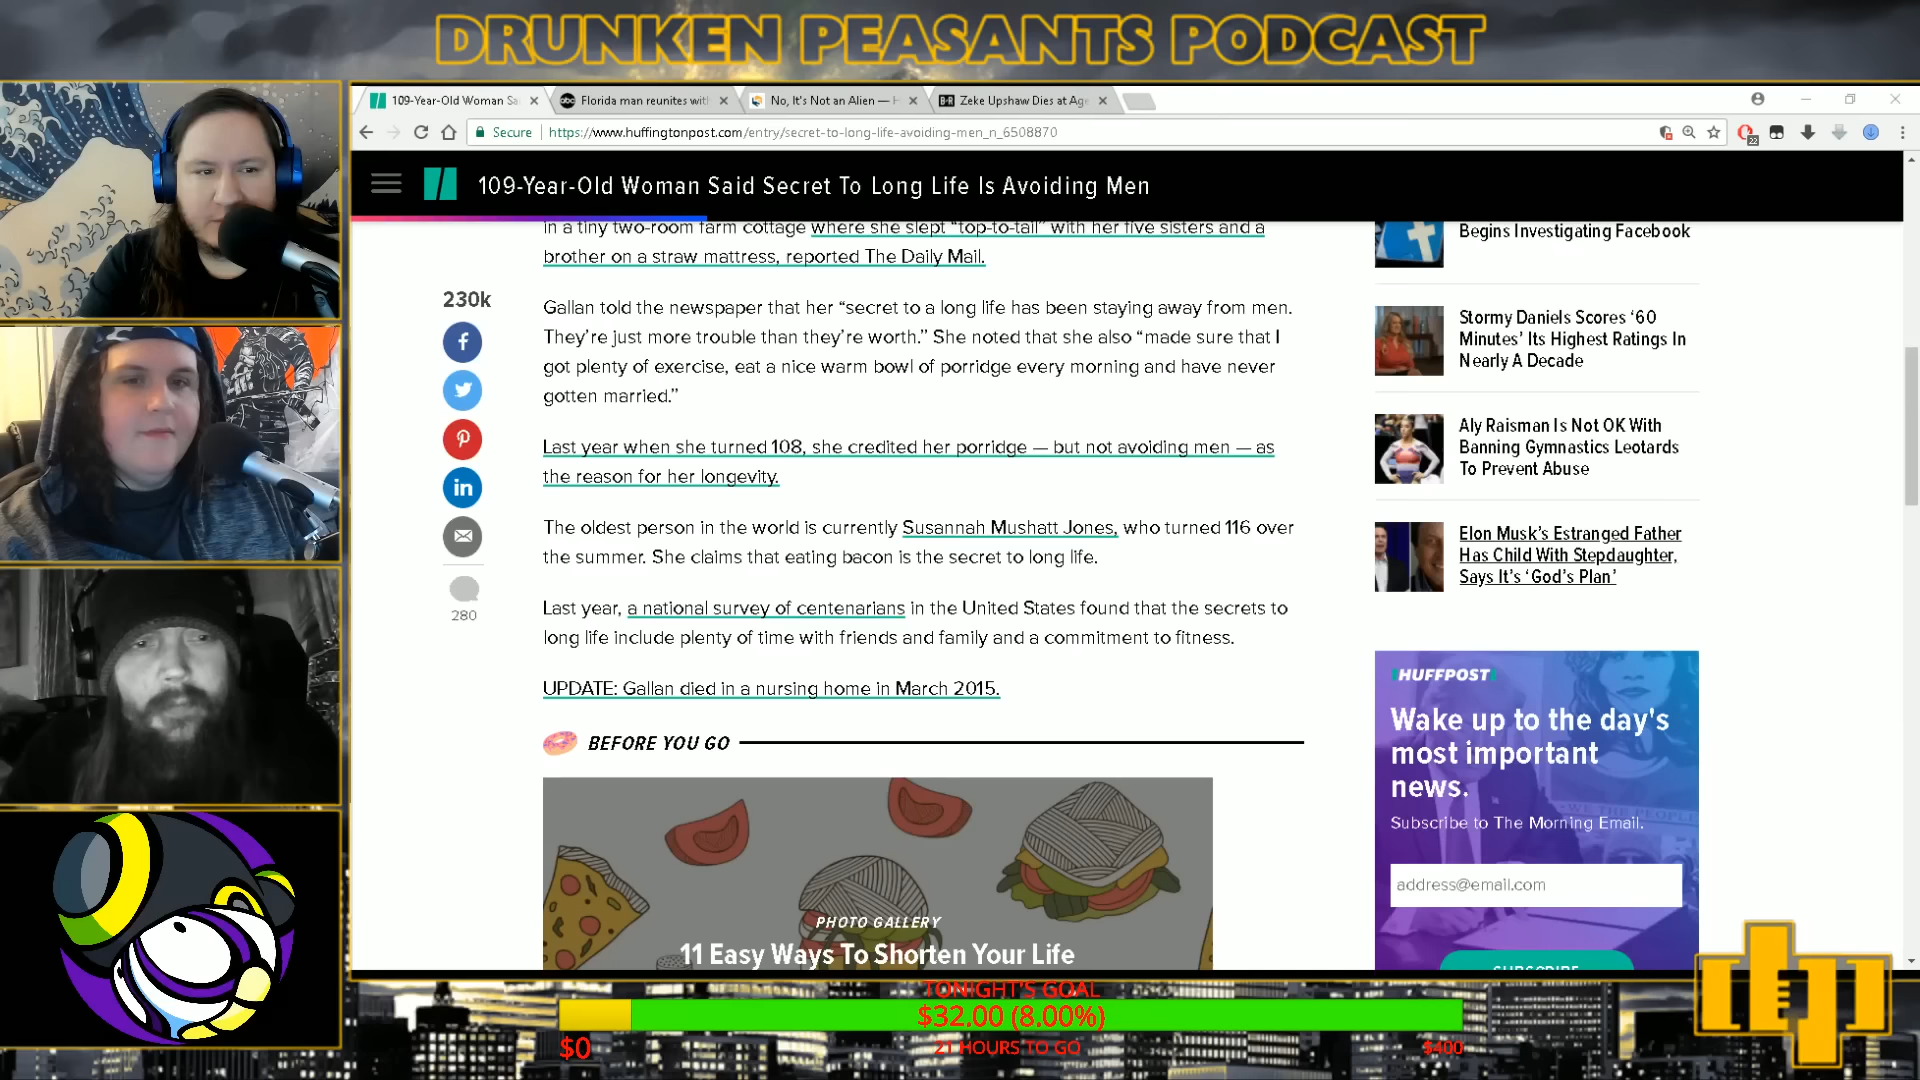 DRUNKEN PEASANTS PODCAST
109-Year-Old Woman Sa
Florida man reunites wit
No, It's Not an Alien — H
B/R
Zeke Upshaw Dies at Age
Secure
https://www.huffingtonpost.com/entry/secret-to-long-life-avoiding-men_n_6508870
22
109-Year-Old Woman Said Secret To Long Life Is Avoiding Men
in a tiny two-room farm cottage where she slept “top-to-tail” with her five sisters and a
brother on a straw mattress, reported The Daily Mail.
230k
Gallan told the newspaper that her “secret to a long life has been staying away from men.
They’re just more trouble than they’re worth.” She noted that she also “made sure that I
got plenty of exercise, eat a nice warm bowl of porridge every morning and have never
gotten married.”
Last year when she turned 108, she credited her porridge — but not avoiding men — as
the reason for her longevity.
The oldest person in the world is currently Susannah Mushatt Jones, who turned 116 over
the summer. She claims that eating bacon is the secret to long life.
280
Last year, a national survey of centenarians in the United States found that the secrets to
long life include plenty of time with friends and family and a commitment to fitness.
UPDATE: Gallan died in a nursing home in March 2015.
BEFORE YOU GO
PHOTO GALLERY
11 Easy Ways To Shorten Your Life
Begins Investigating Facebook
Stormy Daniels Scores ‘60
Minutes’ Its Highest Ratings In
Nearly A Decade
Aly Raisman Is Not OK With
Banning Gymnastics Leotards
To Prevent Abuse
Elon Musk’s Estranged Father
Has Child With Stepdaughter,
Says It’s ‘God’s Plan’
HUFFPOST
Wake up to the day's
most important
news.
Subscribe to The Morning Email.
address@email.com
SUBSCRIBE
TONIGHT'S GOAL
$32.00 (8.00%)
$0
21 HOURS TO GO
$400